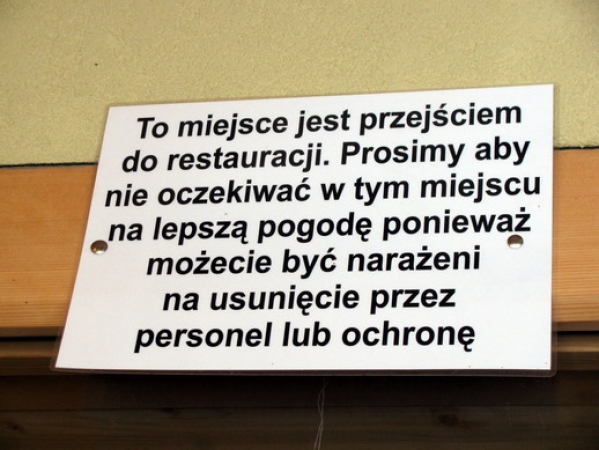 To miejsce jest przejściem
do restauracji. Prosimy aby
nie oczekiwać w tym miejscu
na lepszą pogodę ponieważ
możecie być narażeni
na usunięcie przez
personel lub ochronę